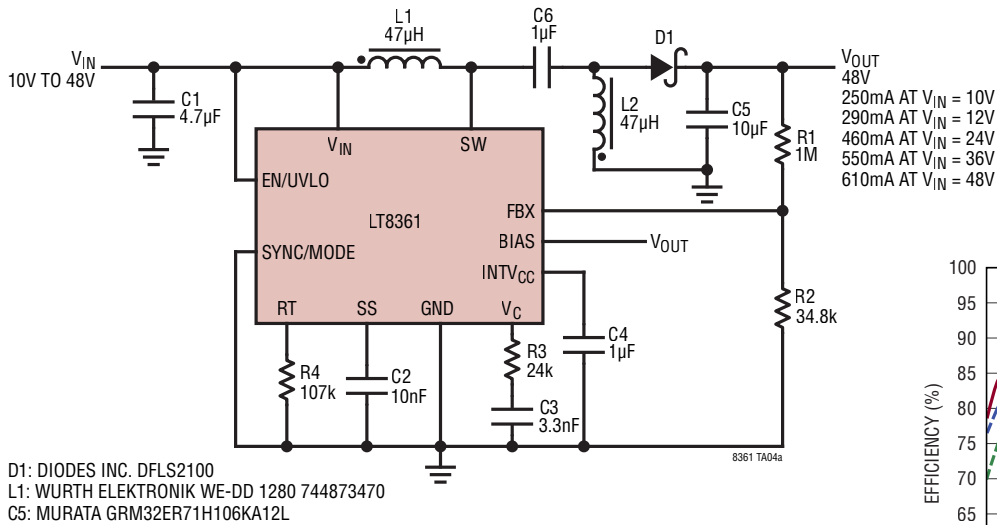 L1
47µH
C6
1µF
D1
V_IN
10V TO 48V
V_OUT
48V
250mA AT V_IN = 10V
290mA AT V_IN = 12V
460mA AT V_IN = 24V
550mA AT V_IN = 36V
610mA AT V_IN = 48V
C1
4.7µF
L2
47µH
C5
10µF
R1
1M
V_IN
SW
EN/UVLO
LT8361
FBX
SYNC/MODE
BIAS
V_OUT
INTV_CC
RT
SS
GND
V_C
R4
107k
C2
10nF
R3
24k
C3
3.3nF
C4
1µF
R2
34.8k
8361 TA04a
D1: DIODES INC. DFLS2100
L1: WURTH ELEKTRONIK WE-DD 1280 744873470
C5: MURATA GRM32ER71H106KA12L
EFFICIENCY (%)
100
95
90
85
80
75
70
65